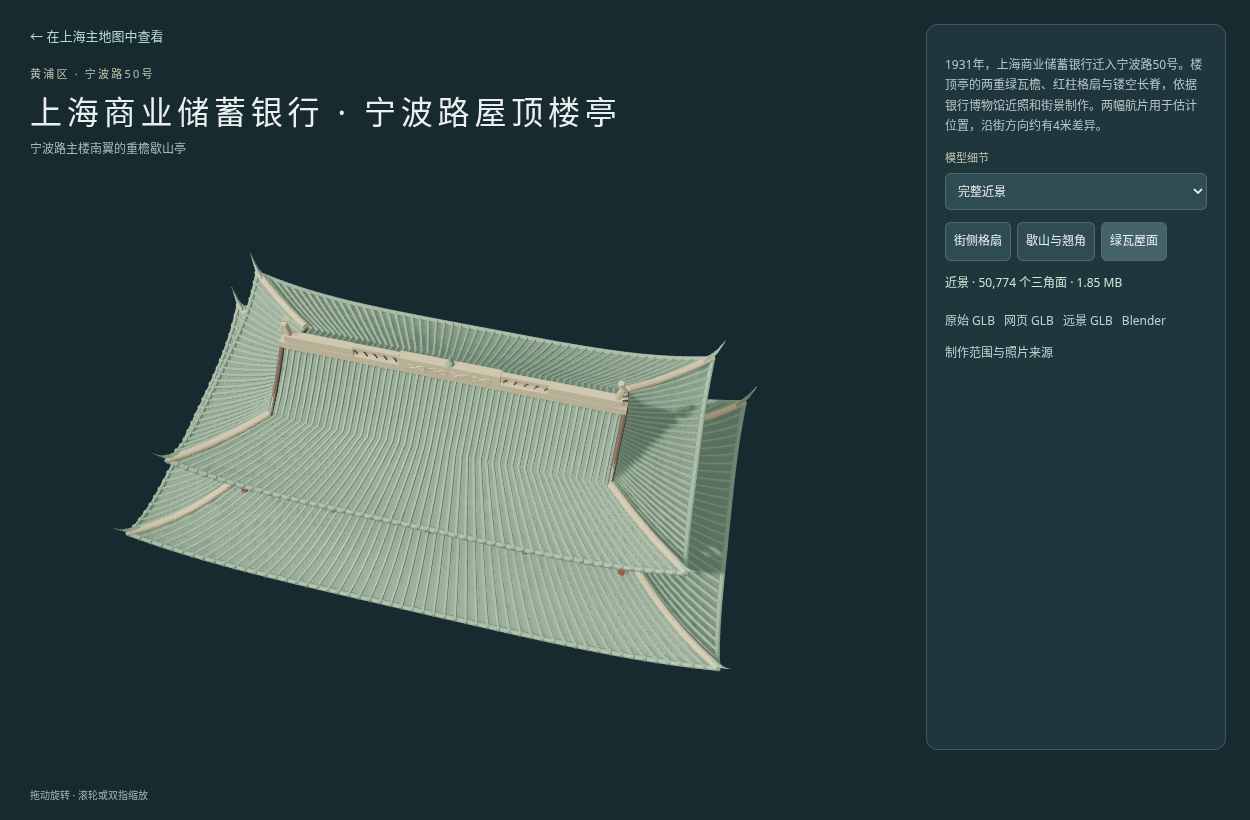 ← 在上海主地图中查看
黄浦区 · 宁波路50号
上海商业储蓄银行 · 宁波路屋顶楼亭
宁波路主楼南翼的重檐歇山亭
1931年，上海商业储蓄银行迁入宁波路50号。楼
顶亭的两重绿瓦檐、红柱格扇与镂空长脊，依据
银行博物馆近照和街景制作。两幅航片用于估计
位置，沿街方向约有4米差异。
模型细节
完整近景
街侧格扇 歇山与翘角 绿瓦屋面
近景 · 50,774 个三角面 · 1.85 MB
原始 GLB 网页 GLB 远景 GLB Blender
制作范围与照片来源
拖动旋转 · 滚轮或双指缩放